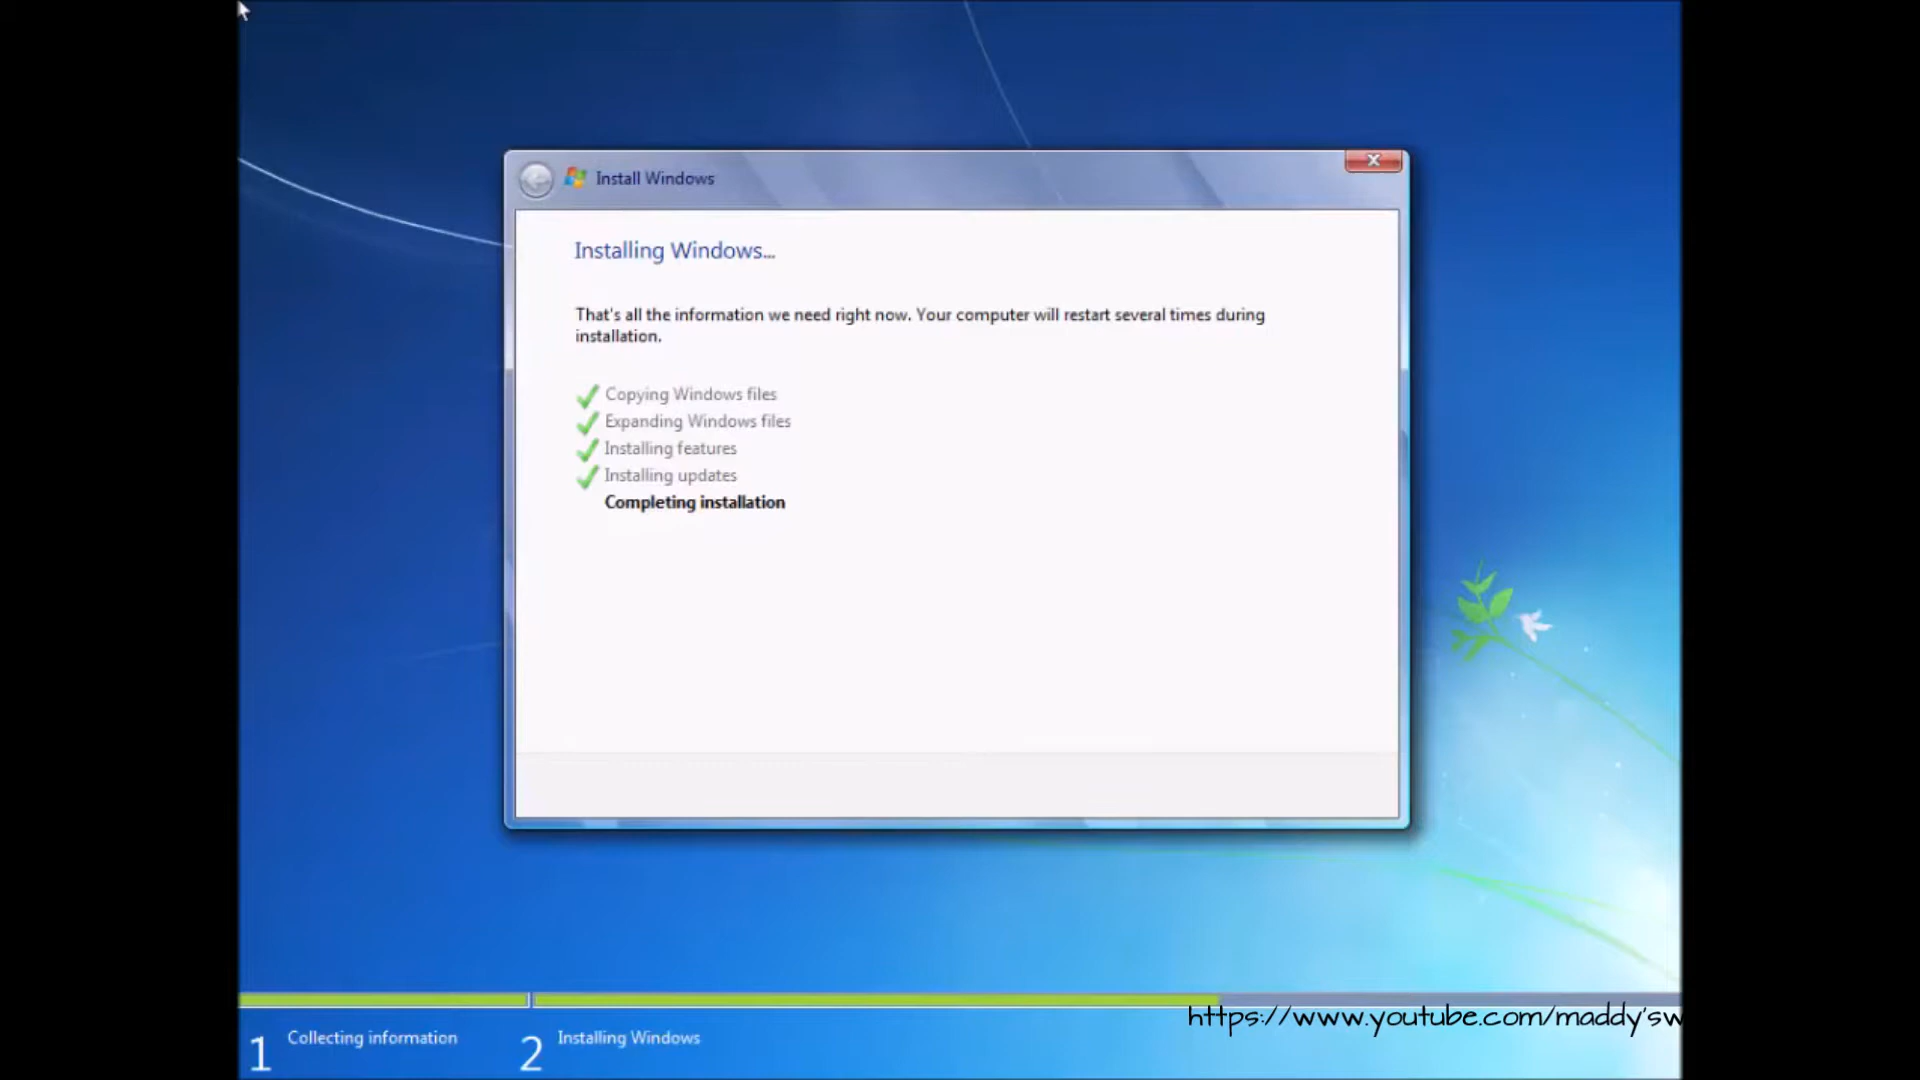 Install Windows
Installing Windows...
That's all the information we need right now. Your computer will restart several times during
installation.
Copying Windows files
Expanding Windows files
Installing features
Installing updates
Completing installation
https://www.youtube.com/maddy'sw
1 Collecting information
2 Installing Windows